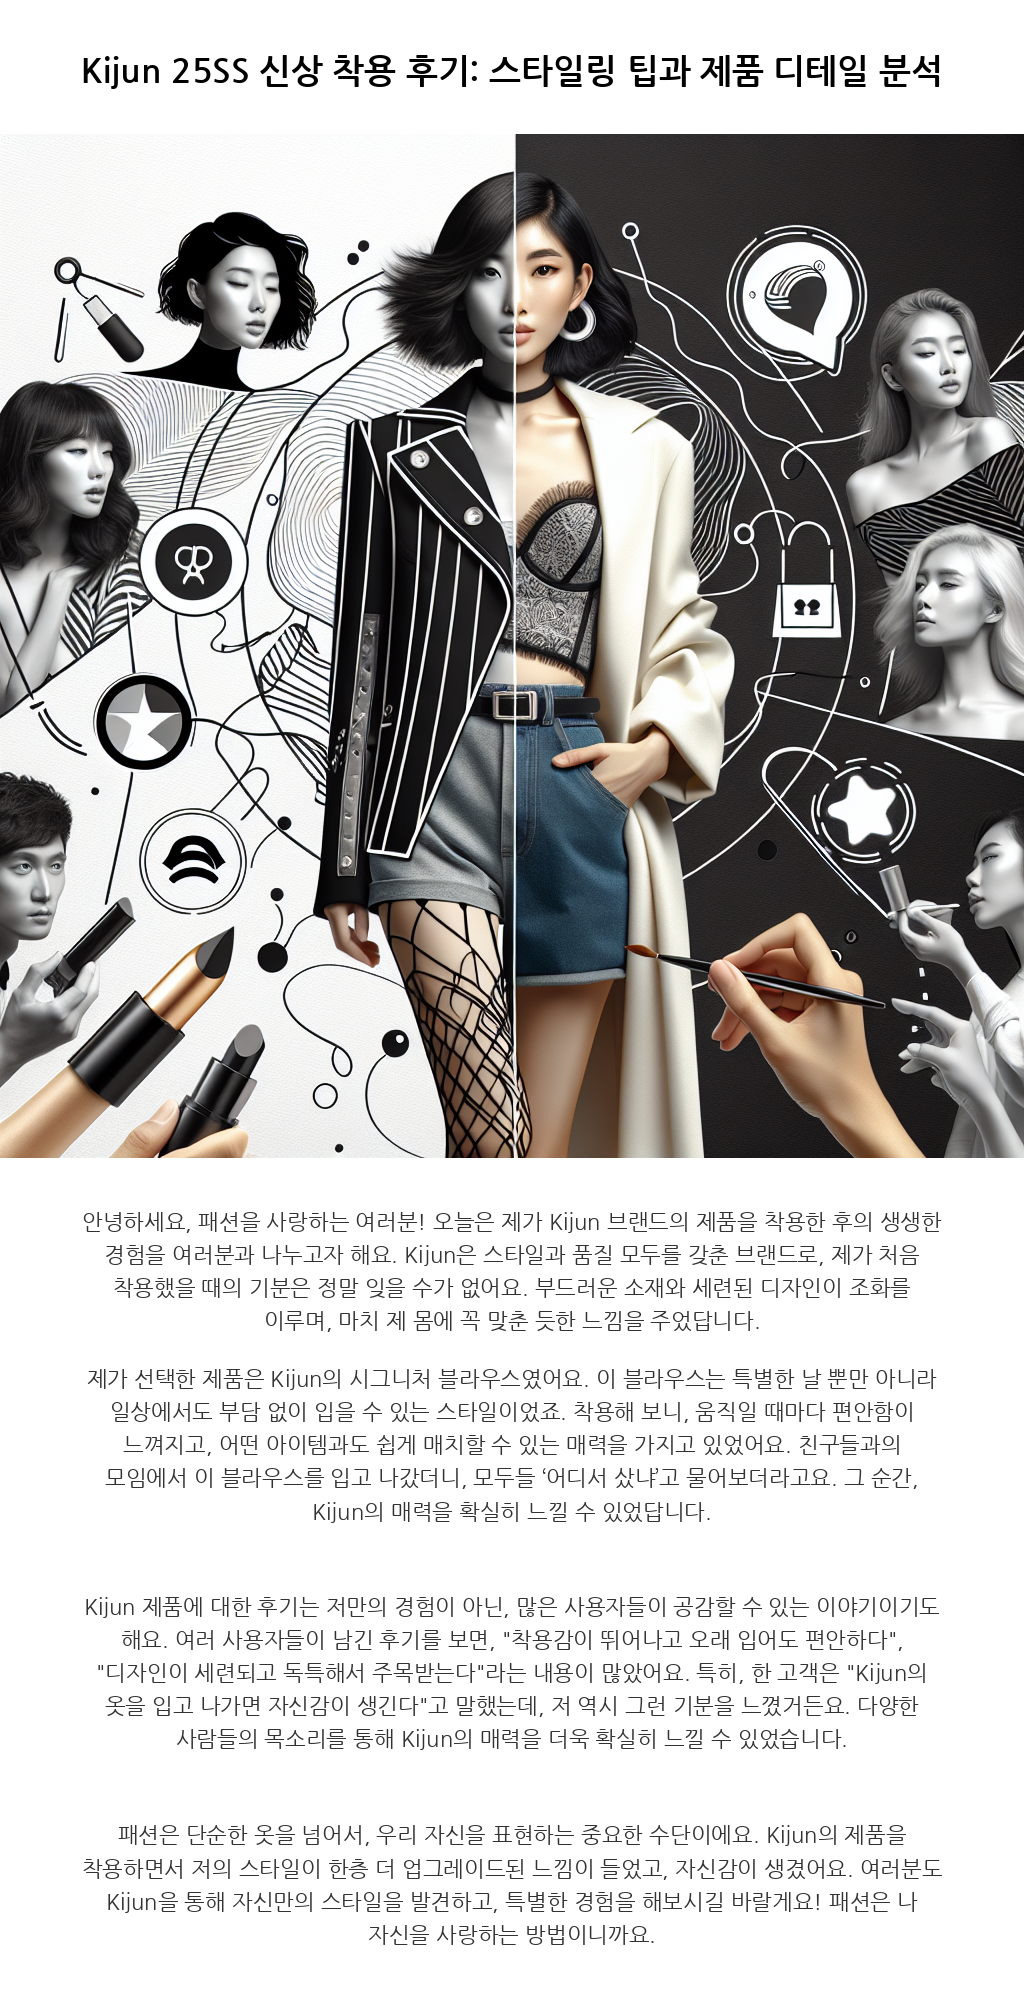 Kijun 25SS 신상 착용 후기: 스타일링 팁과 제품 디테일 분석
안녕하세요, 패션을 사랑하는 여러분! 오늘은 제가 Kijun 브랜드의 제품을 착용한 후의 생생한
경험을 여러분과 나누고자 해요. Kijun은 스타일과 품질 모두를 갖춘 브랜드로, 제가 처음
착용했을 때의 기분은 정말 잊을 수가 없어요. 부드러운 소재와 세련된 디자인이 조화를
이루며, 마치 제 몸에 꼭 맞춘 듯한 느낌을 주었답니다.
제가 선택한 제품은 Kijun의 시그니처 블라우스였어요. 이 블라우스는 특별한 날 뿐만 아니라
일상에서도 부담 없이 입을 수 있는 스타일이었죠. 착용해 보니, 움직일 때마다 편안함이
느껴지고, 어떤 아이템과도 쉽게 매치할 수 있는 매력을 가지고 있었어요. 친구들과의
모임에서 이 블라우스를 입고 나갔더니, 모두들 ‘어디서 샀냐’고 물어보더라고요. 그 순간,
Kijun의 매력을 확실히 느낄 수 있었답니다.
Kijun 제품에 대한 후기는 저만의 경험이 아닌, 많은 사용자들이 공감할 수 있는 이야기이기도
해요. 여러 사용자들이 남긴 후기를 보면, "착용감이 뛰어나고 오래 입어도 편안하다",
"디자인이 세련되고 독특해서 주목받는다"라는 내용이 많았어요. 특히, 한 고객은 "Kijun의
옷을 입고 나가면 자신감이 생긴다"고 말했는데, 저 역시 그런 기분을 느꼈거든요. 다양한
사람들의 목소리를 통해 Kijun의 매력을 더욱 확실히 느낄 수 있었습니다.
패션은 단순한 옷을 넘어서, 우리 자신을 표현하는 중요한 수단이에요. Kijun의 제품을
착용하면서 저의 스타일이 한층 더 업그레이드된 느낌이 들었고, 자신감이 생겼어요. 여러분도
Kijun을 통해 자신만의 스타일을 발견하고, 특별한 경험을 해보시길 바랄게요! 패션은 나
자신을 사랑하는 방법이니까요.